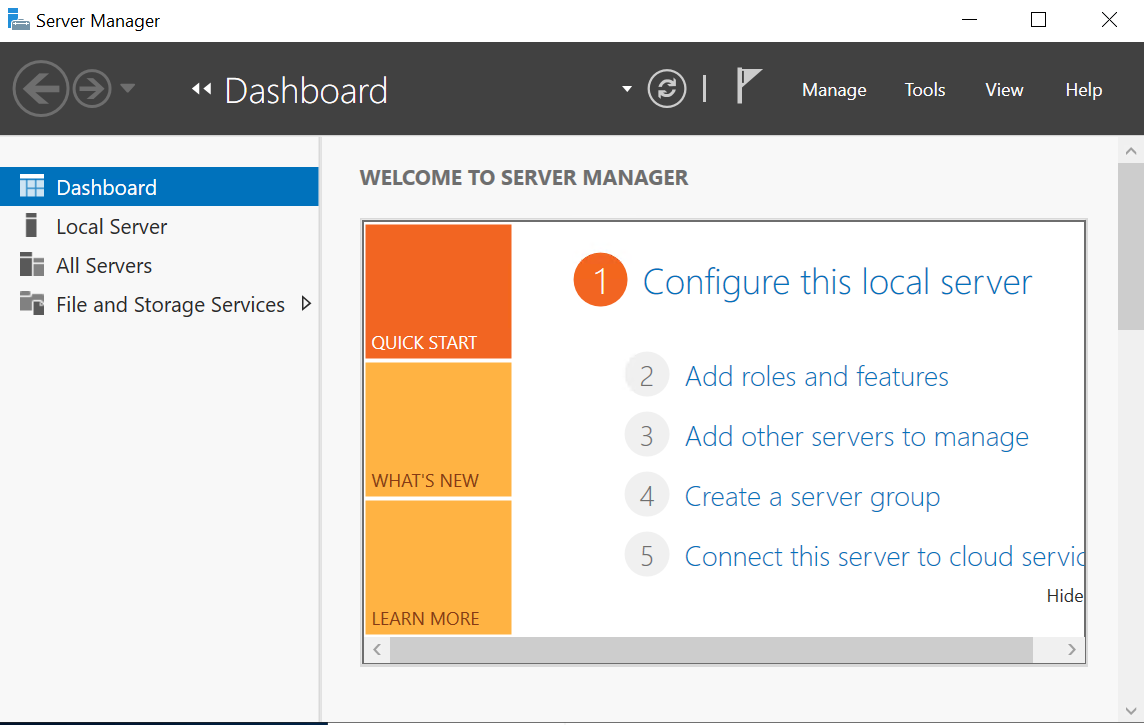 Server Manager
Dashboard
Manage Tools View Help
Dashboard
Local Server
All Servers
File and Storage Services
WELCOME TO SERVER MANAGER
QUICK START
WHAT'S NEW
LEARN MORE
1 Configure this local server
2 Add roles and features
3 Add other servers to manage
4 Create a server group
5 Connect this server to cloud servic
Hide